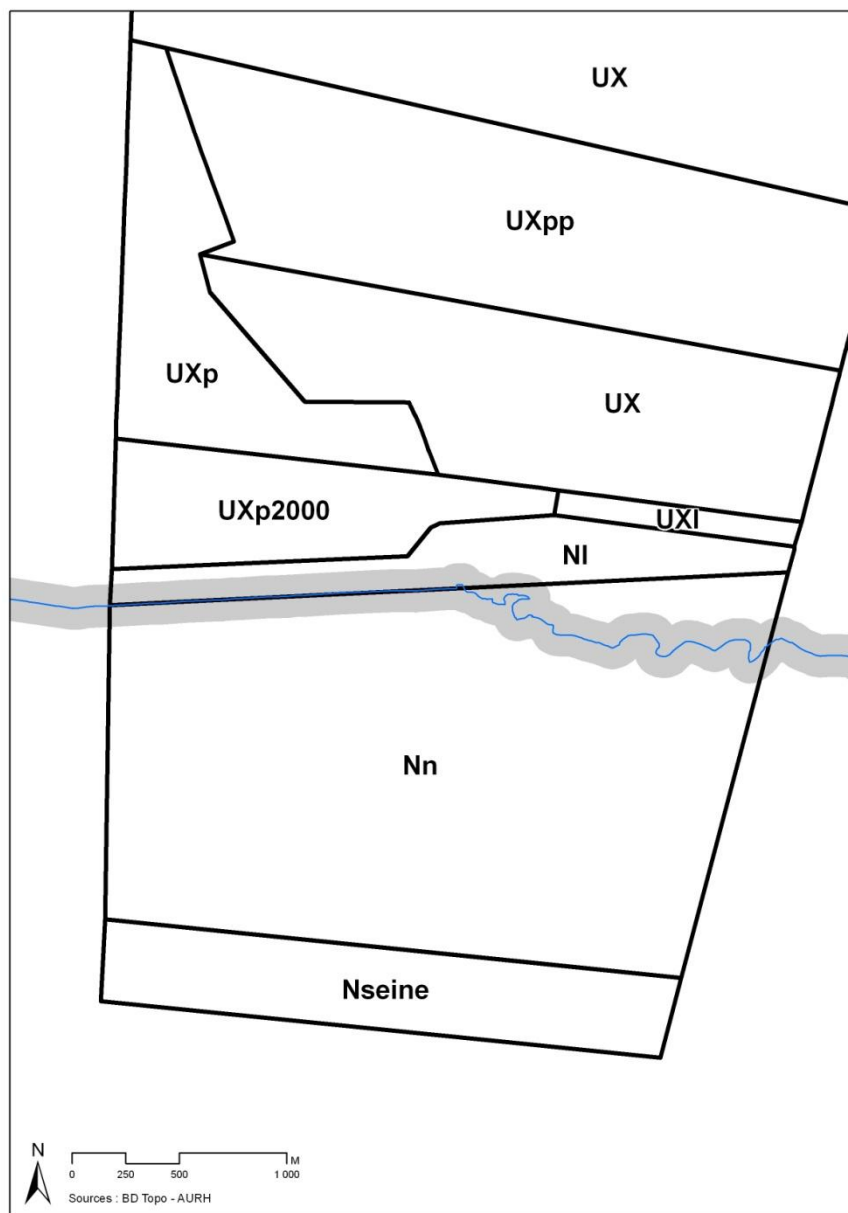 UX
UXpp
UXp
UX
UXp2000
UXl
Nl
Nn
Nseine
N
M
0 250 500 1 000
Sources : BD Topo - AURH